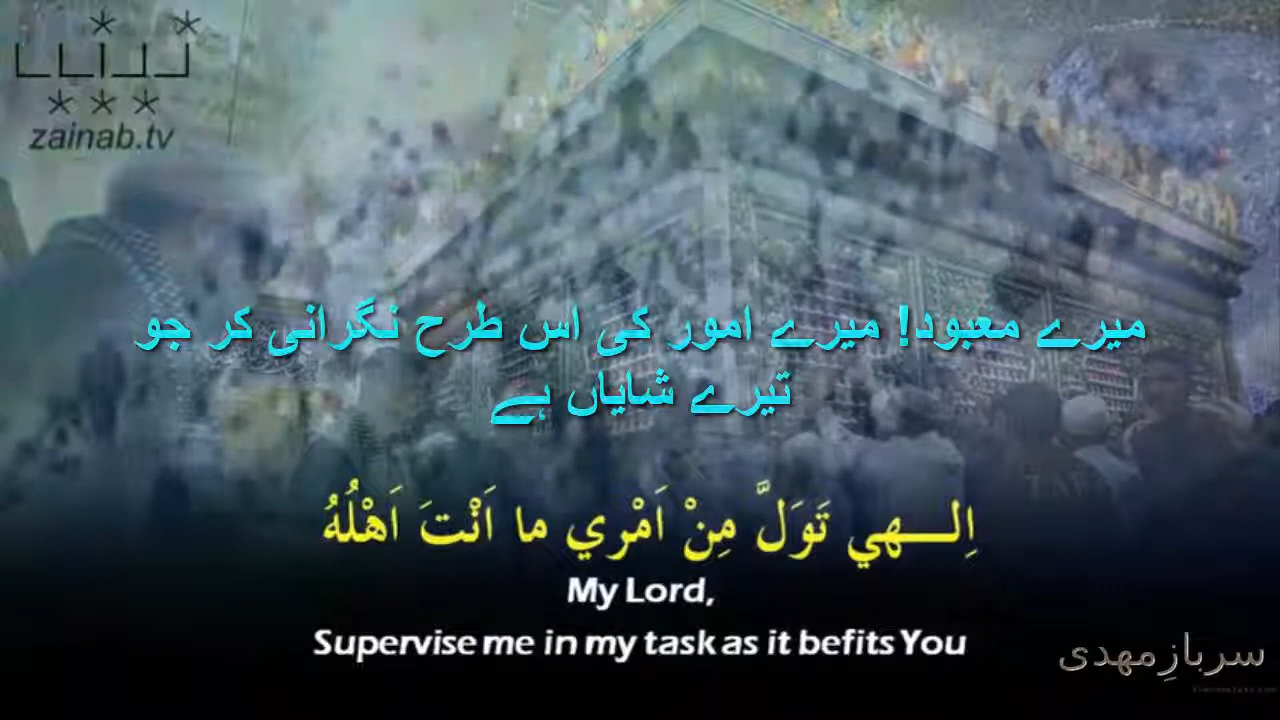 zainab.tv
میرے معبود! میرے امور کی اس طرح نگرانی کر جو
تیرے شایاں ہے
اِلـــهي تَوَلَّ مِنْ اَمْري ما اَنْتَ اَهْلُهُ
My Lord,
Supervise me in my task as it befits You
سربازِمهدی